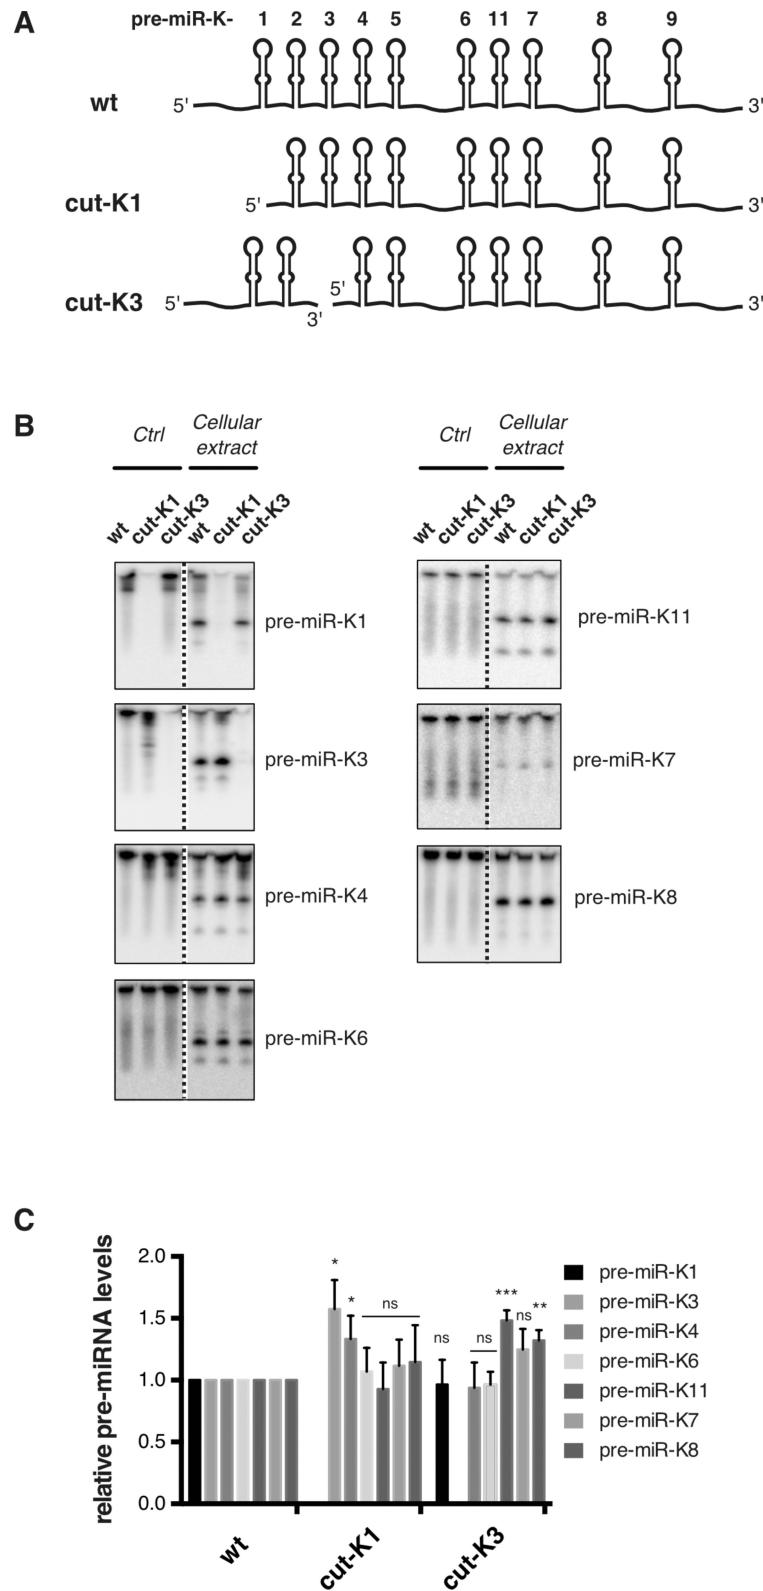 A
pre-miR-K- 1 2 3 4 5 6 11 7 8 9
wt 5' 3'
cut-K1 5' 3'
cut-K3 5' 3' 5' 3'
B
Ctrl
Cellular
extract
wt cut-K1 cut-K3 wt cut-K1 cut-K3
pre-miR-K1
pre-miR-K3
pre-miR-K4
pre-miR-K6
Ctrl
Cellular
extract
wt cut-K1 cut-K3 wt cut-K1 cut-K3
pre-miR-K11
pre-miR-K7
pre-miR-K8
C
relative pre-miRNA levels
2.0
1.5
1.0
0.5
0.0
* * ns
ns ns *** ns **
wt cut-K1 cut-K3
pre-miR-K1
pre-miR-K3
pre-miR-K4
pre-miR-K6
pre-miR-K11
pre-miR-K7
pre-miR-K8